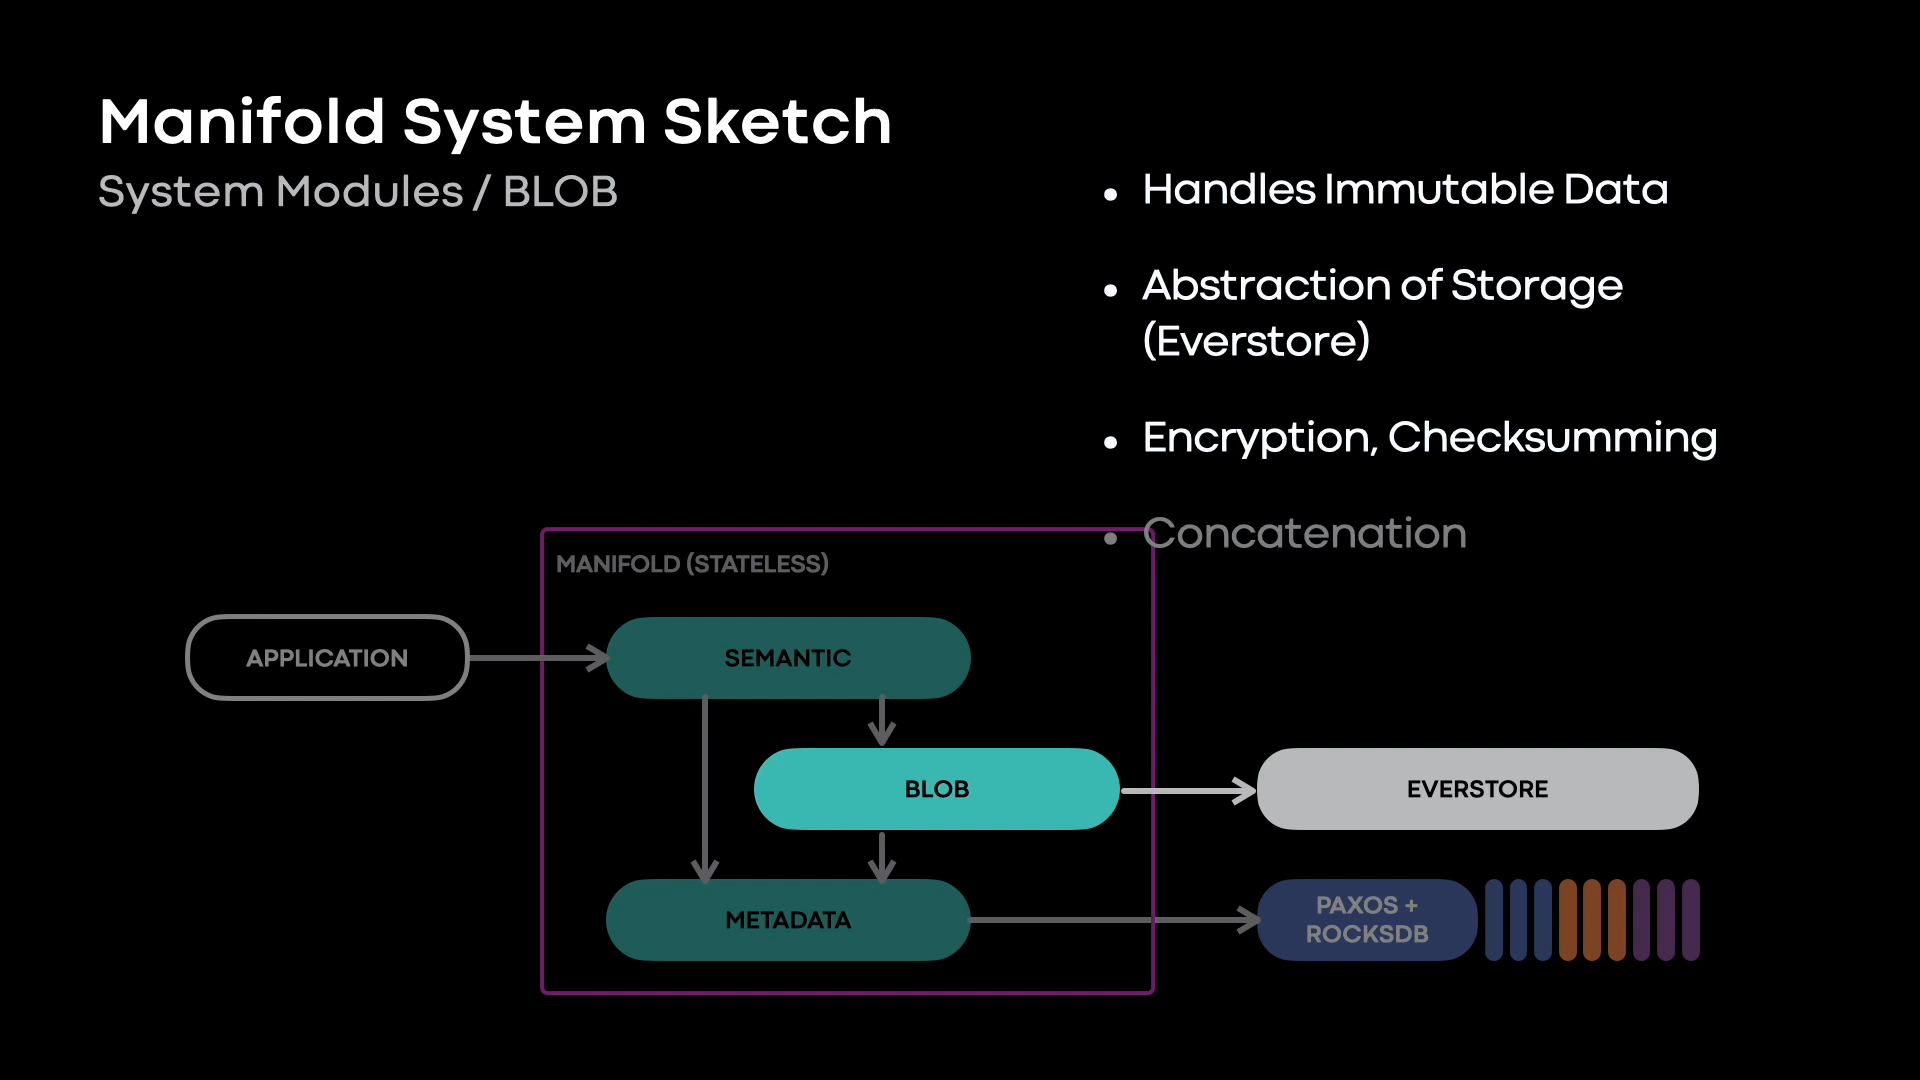 Manifold System Sketch
System Modules / BLOB
• Handles Immutable Data
• Abstraction of Storage
(Everstore)
• Encryption, Checksumming
• Concatenation
MANIFOLD (STATELESS)
APPLICATION
SEMANTIC
BLOB
EVERSTORE
METADATA
PAXOS +
ROCKSDB